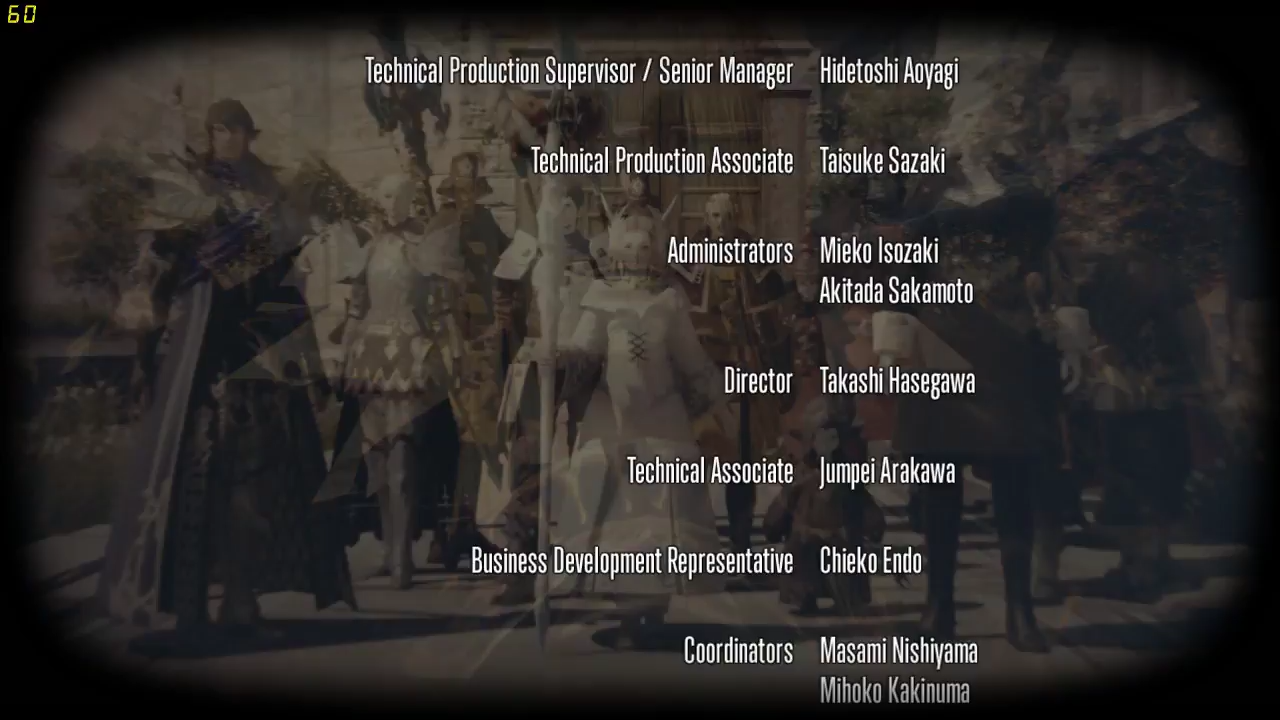 60
Technical Production Supervisor / Senior Manager Hidetoshi Aoyagi
Technical Production Associate Taisuke Sazaki
Administrators Mieko Isozaki
Akitada Sakamoto
Director Takashi Hasegawa
Technical Associate Jumpei Arakawa
Business Development Representative Chieko Endo
Coordinators Masami Nishiyama
Mihoko Kakinuma